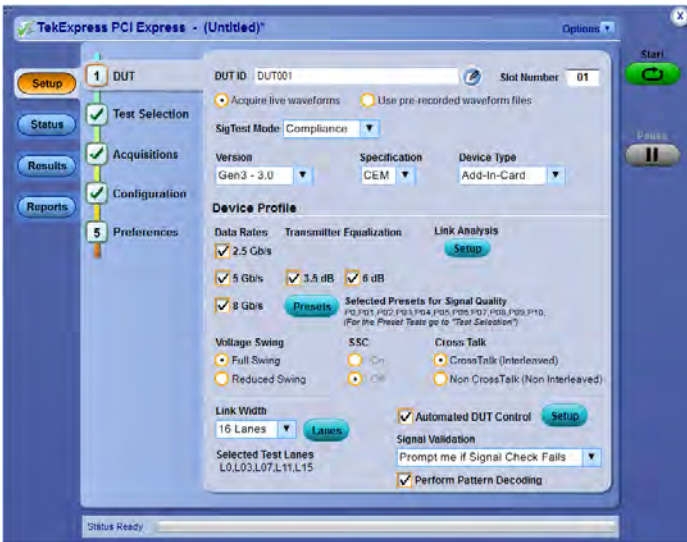 TekExpress PCI Express - (Untitled)*
Options
x
Start
Setup
1 DUT
DUT ID DUT001
Slot Number 01
Acquire live waveforms
Use pre-recorded waveform files
Test Selection
Status
SigTest Mode Compliance
Pause
Acquisitions
Results
Version
Specification
Device Type
Gen3 - 3.0
CEM
Add-In-Card
Configuration
Reports
Device Profile
5 Preferences
Data Rates
Transmitter Equalization
Link Analysis
2.5 Gb/s
Setup
5 Gb/s
3.5 dB
6 dB
8 Gb/s
Presets
Selected Presets for Signal Quality
P0,P01,P02,P03,P04,P05,P06,P07,P08,P09,P10,
(For the Preset Tests go to "Test Selection")
Voltage Swing
SSC
Cross Talk
Full Swing
On
CrossTalk (Interleaved)
Reduced Swing
Off
Non CrossTalk (Non Interleaved)
Link Width
16 Lanes
Lanes
Automated DUT Control
Setup
Signal Validation
Selected Test Lanes
Prompt me if Signal Check Fails
L0,L03,L07,L11,L15
Perform Pattern Decoding
Status Ready